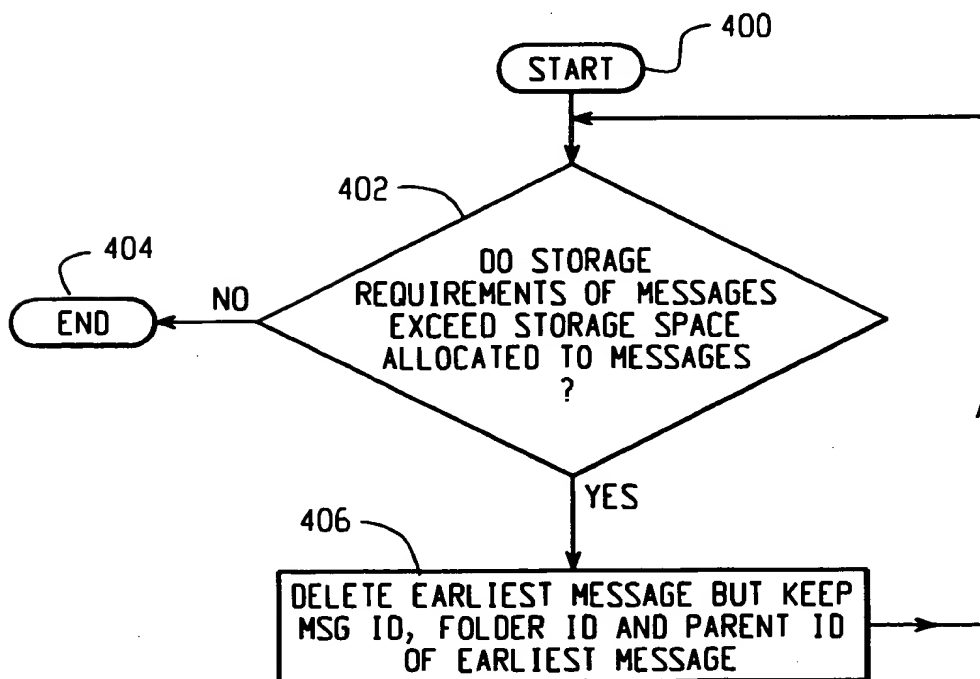 400
START
402
DO STORAGE
REQUIREMENTS OF MESSAGES
EXCEED STORAGE SPACE
ALLOCATED TO MESSAGES
?
404
END
NO
YES
406
DELETE EARLIEST MESSAGE BUT KEEP
MSG ID, FOLDER ID AND PARENT ID
OF EARLIEST MESSAGE